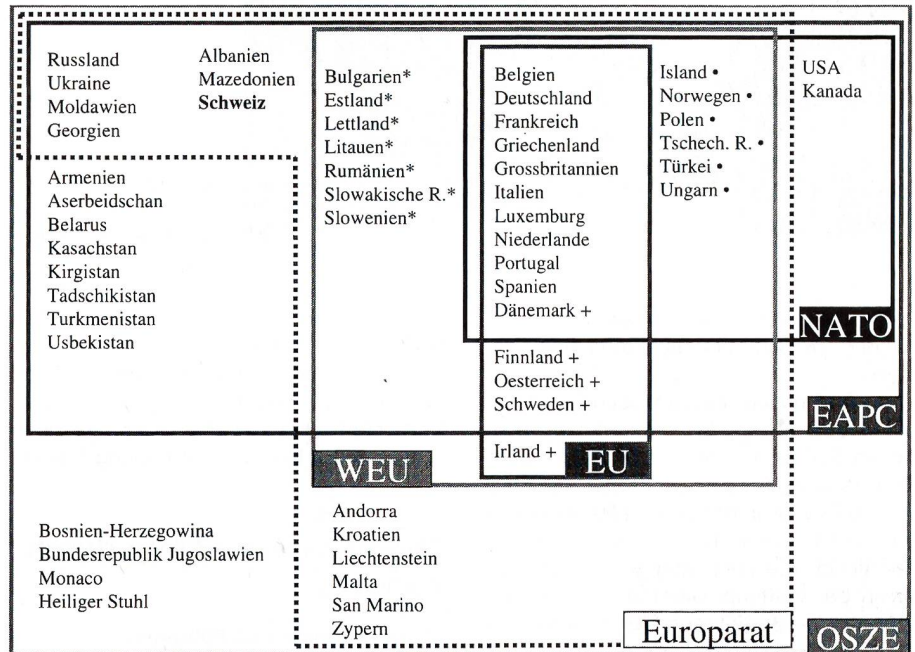 Russland
Ukraine
Moldawien
Georgien
Albanien
Mazedonien
Schweiz
Armenien
Aserbeidschan
Belarus
Kasachstan
Kirgistan
Tadschikistan
Turkmenistan
Usbekistan
Bulgarien*
Estland*
Lettland*
Litauen*
Rumänien*
Slowakische R.*
Slowenien*
Belgien
Deutschland
Frankreich
Griechenland
Grossbritannien
Italien
Luxemburg
Niederlande
Portugal
Spanien
Dänemark +
Finnland +
Oesterreich +
Schweden +
Irland +
Island •
Norwegen •
Polen •
Tschech. R. •
Türkei •
Ungarn •
USA
Kanada
NATO
EAPC
EU
WEU
Bosnien-Herzegowina
Bundesrepublik Jugoslawien
Monaco
Heiliger Stuhl
Andorra
Kroatien
Liechtenstein
Malta
San Marino
Zypern
Europarat
OSZE